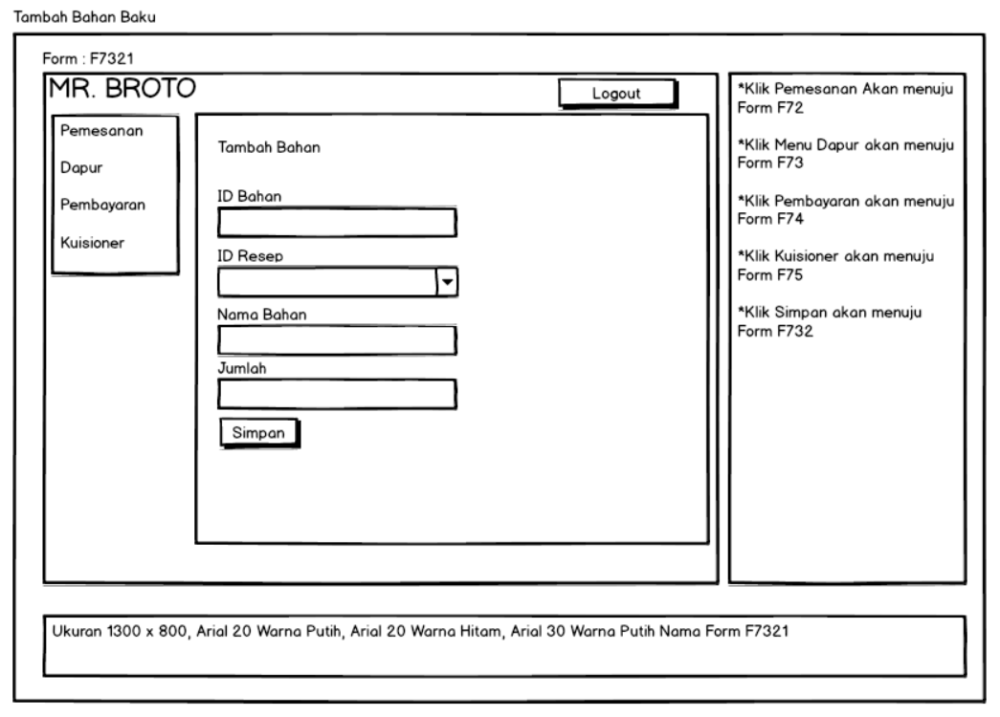 Tambah Bahan Baku
Form : F7321
MR. BROTO
Logout
Pemesanan
Dapur
Pembayaran
Kuisioner
Tambah Bahan
ID Bahan
ID Resep
Nama Bahan
Jumlah
Simpan
*Klik Pemesanan Akan menuju
Form F72
*Klik Menu Dapur akan menuju
Form F73
*Klik Pembayaran akan menuju
Form F74
*Klik Kuisioner akan menuju
Form F75
*Klik Simpan akan menuju
Form F732
Ukuran 1300 x 800, Arial 20 Warna Putih, Arial 20 Warna Hitam, Arial 30 Warna Putih Nama Form F7321